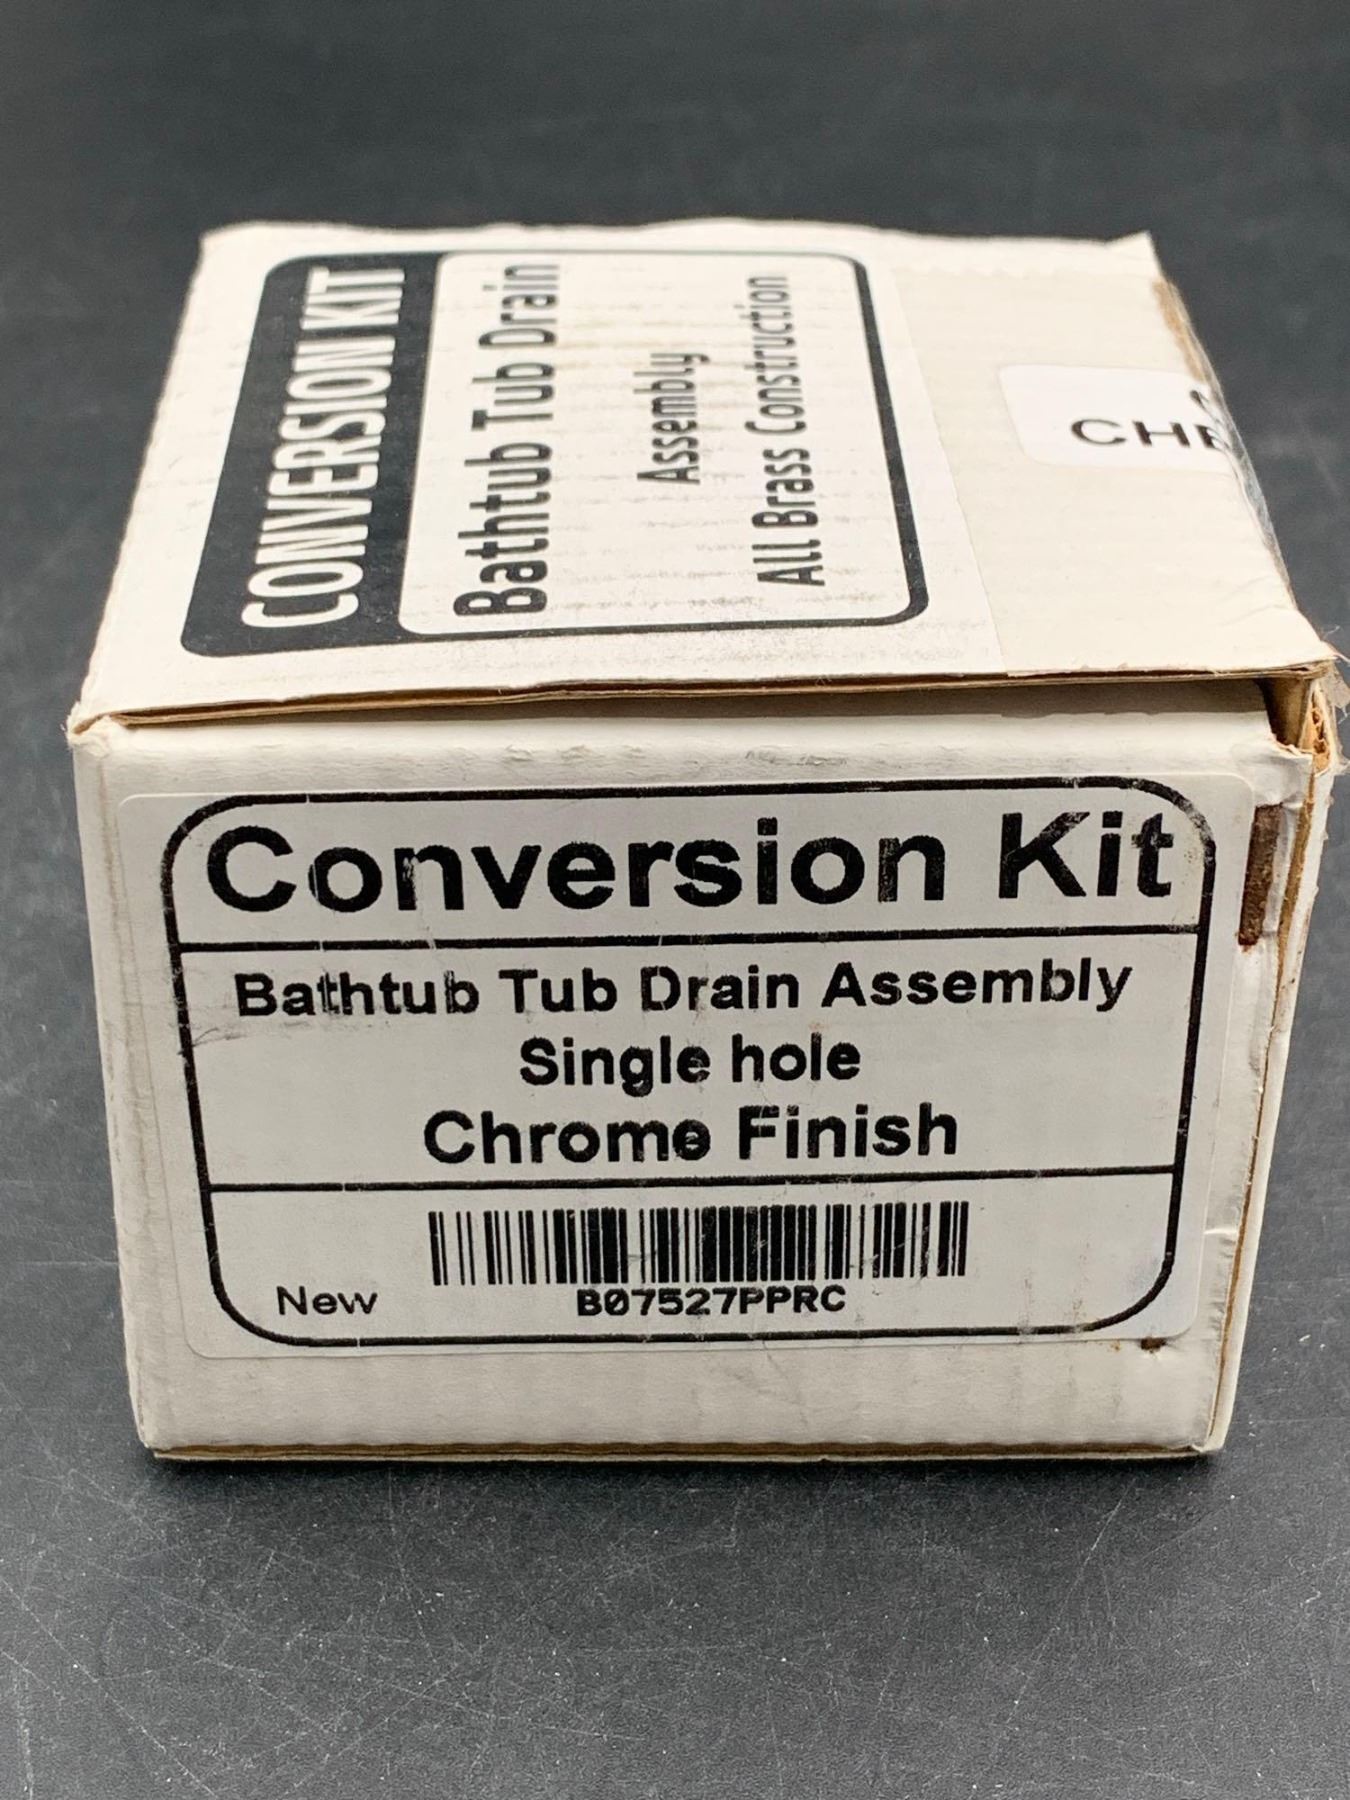 CONVERSION KIT
Bathtub Tub Drain
Assembly
All Brass Construction
Conversion Kit
Bathtub Tub Drain Assembly
Single hole
Chrome Finish
New
B07527PPRC